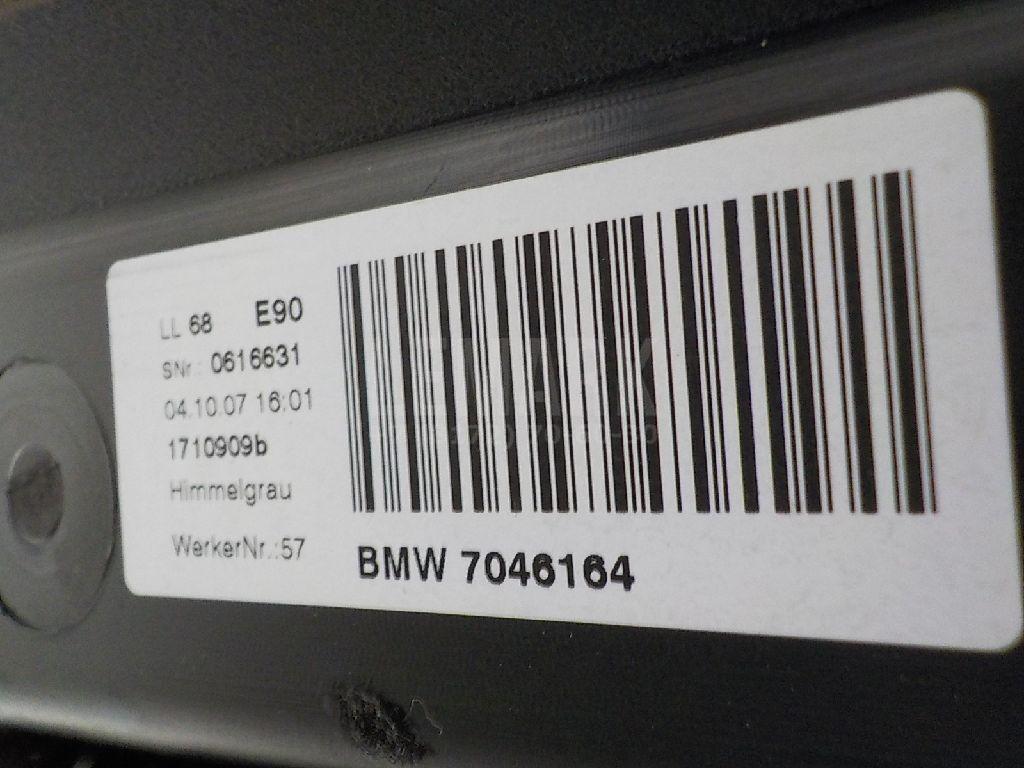 LL 68 E90
SNr.: 0616631
04.10.07 16:01
1710909b
Himmelgrau
WerkerNr.:57
BMW 7046164